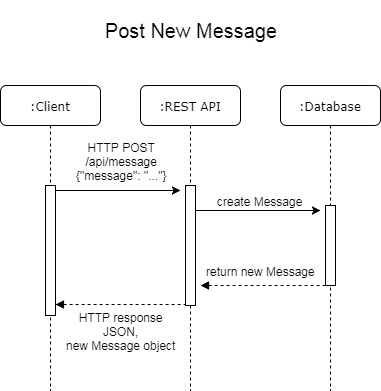 Post New Message
:Client
:REST API
:Database
HTTP POST
/api/message
{"message": "..."}
create Message
return new Message
HTTP response
JSON,
new Message object